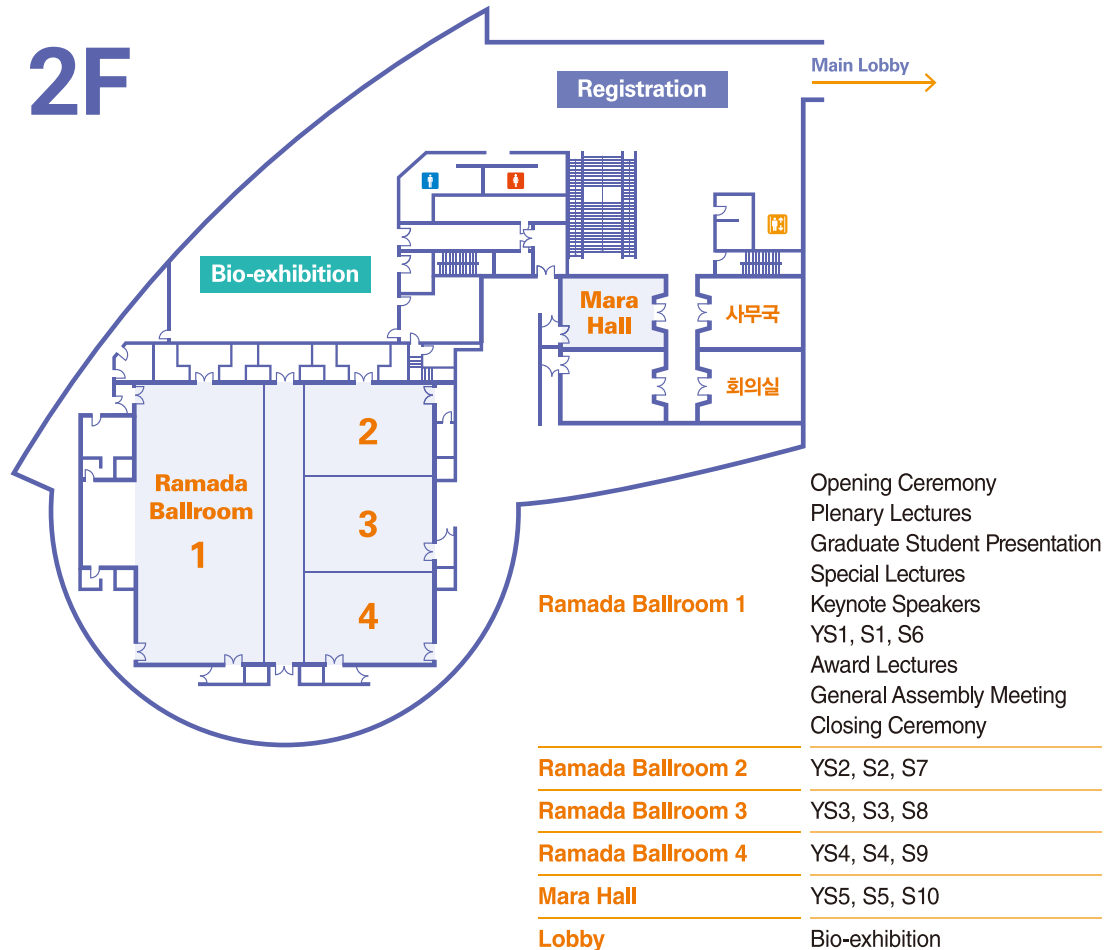 2F
Main Lobby
Registration
Bio-exhibition
Mara
Hall
사무국
회의실
Ramada
Ballroom
1
2
3
4
Ramada Ballroom 1
Opening Ceremony
Plenary Lectures
Graduate Student Presentation
Special Lectures
Keynote Speakers
YS1, S1, S6
Award Lectures
General Assembly Meeting
Closing Ceremony
Ramada Ballroom 2 YS2, S2, S7
Ramada Ballroom 3 YS3, S3, S8
Ramada Ballroom 4 YS4, S4, S9
Mara Hall YS5, S5, S10
Lobby Bio-exhibition